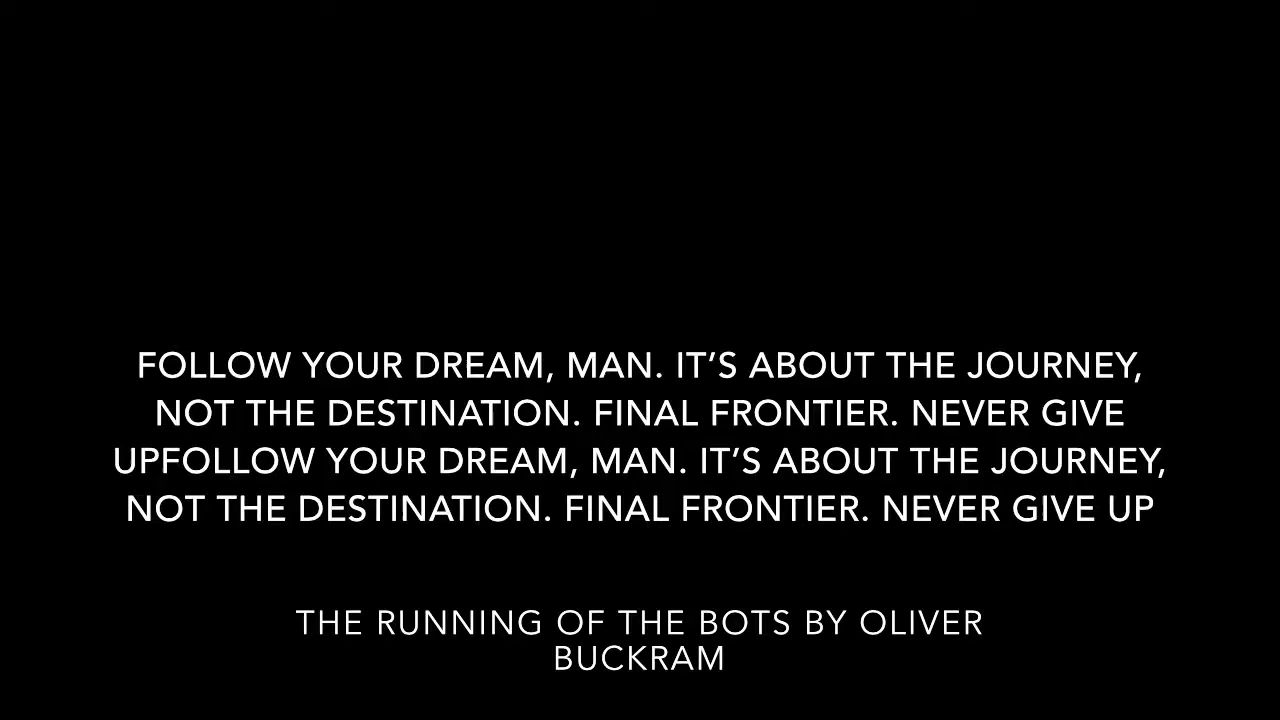 FOLLOW YOUR DREAM, MAN. IT’S ABOUT THE JOURNEY,
NOT THE DESTINATION. FINAL FRONTIER. NEVER GIVE
UPFOLLOW YOUR DREAM, MAN. IT’S ABOUT THE JOURNEY,
NOT THE DESTINATION. FINAL FRONTIER. NEVER GIVE UP
THE RUNNING OF THE BOTS BY OLIVER
BUCKRAM